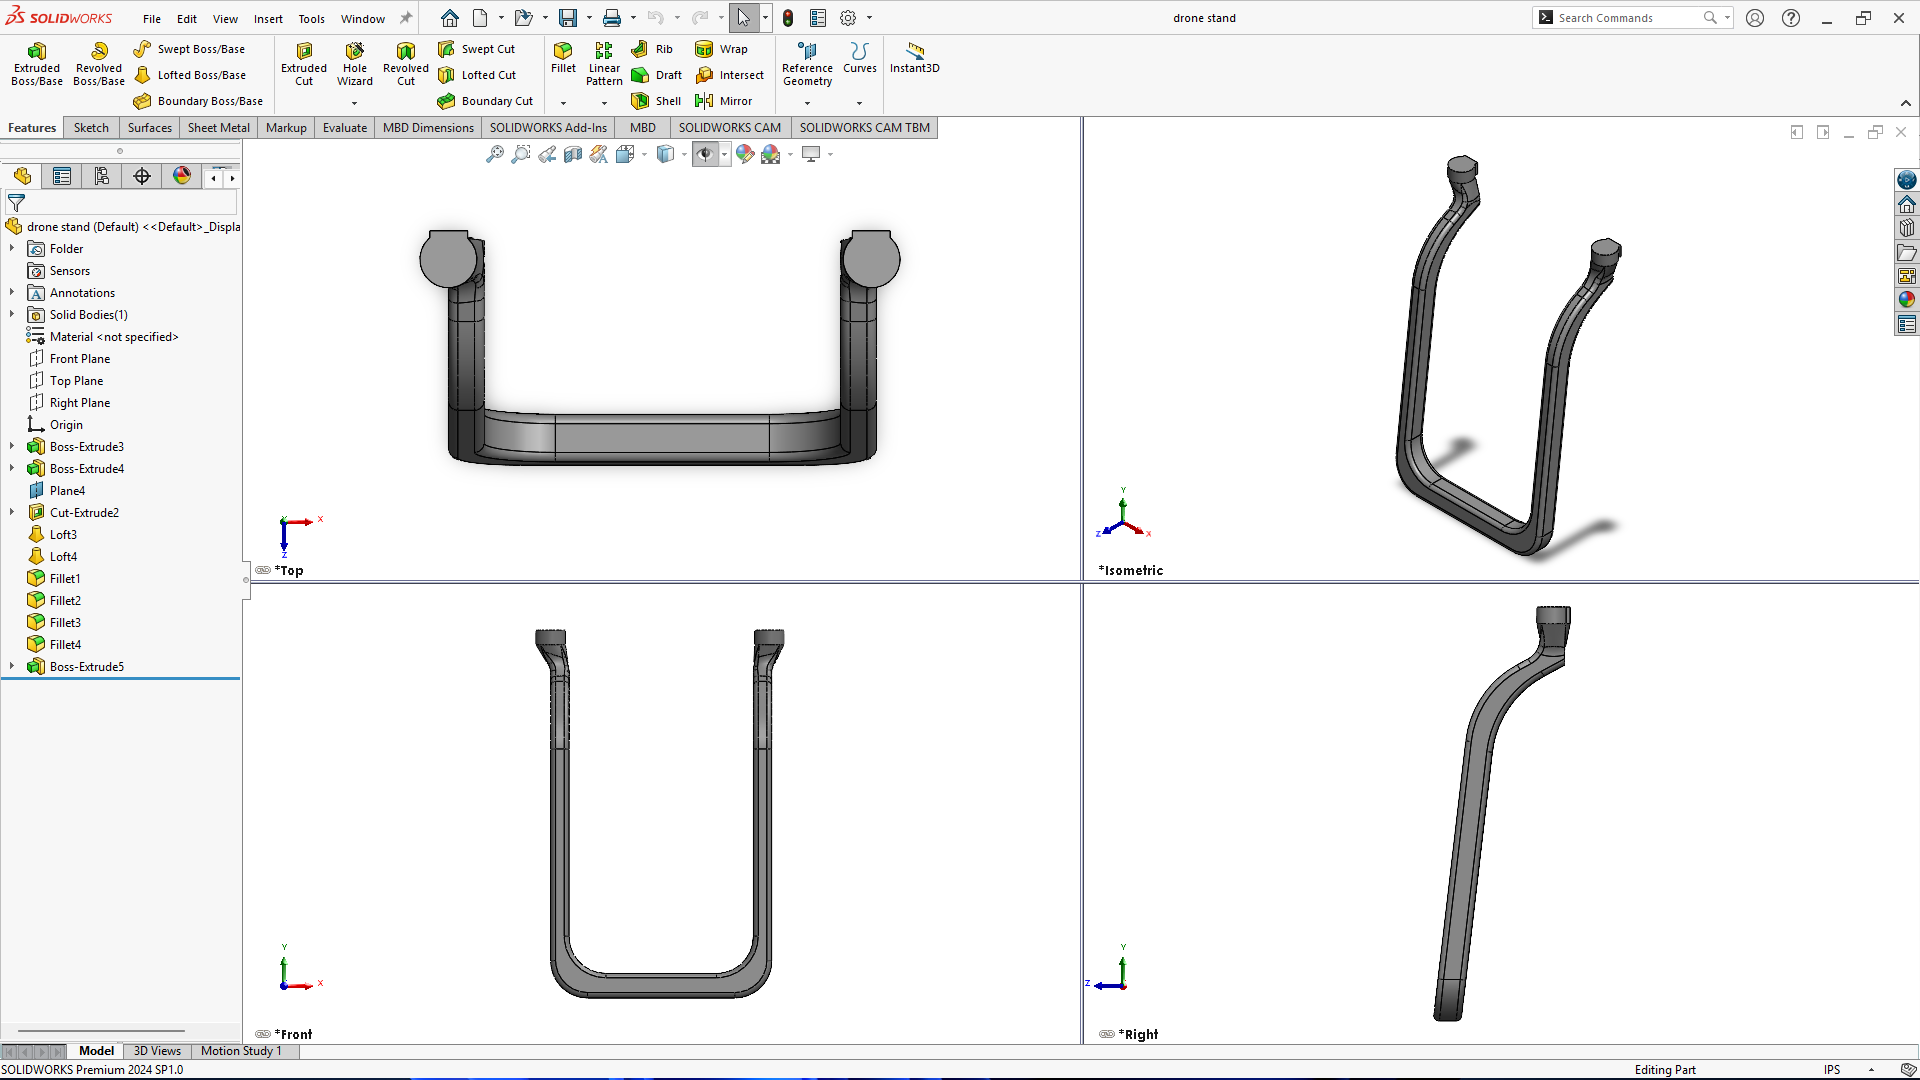 SOLIDWORKS File Edit View Insert Tools Window drone stand Search Commands
Extruded Boss/Base
Revolved Boss/Base
Swept Boss/Base
Lofted Boss/Base
Boundary Boss/Base
Extruded Cut
Hole Wizard
Revolved Cut
Swept Cut
Lofted Cut
Boundary Cut
Fillet
Linear Pattern
Rib
Draft
Shell
Wrap
Intersect
Mirror
Reference Geometry
Curves
Instant3D
Features Sketch Surfaces Sheet Metal Markup Evaluate MBD Dimensions SOLIDWORKS Add-Ins MBD SOLIDWORKS CAM SOLIDWORKS CAM TBM
drone stand (Default) <<Default>_Displa
Folder
Sensors
Annotations
Solid Bodies(1)
Material <not specified>
Front Plane
Top Plane
Right Plane
Origin
Boss-Extrude3
Boss-Extrude4
Plane4
Cut-Extrude2
Loft3
Loft4
Fillet1
Fillet2
Fillet3
Fillet4
Boss-Extrude5
X
Z
*Top
Y
Z
X
*Isometric
Y
X
*Front
Y
Z
*Right
Model 3D Views Motion Study 1
SOLIDWORKS Premium 2024 SP1.0 Editing Part IPS